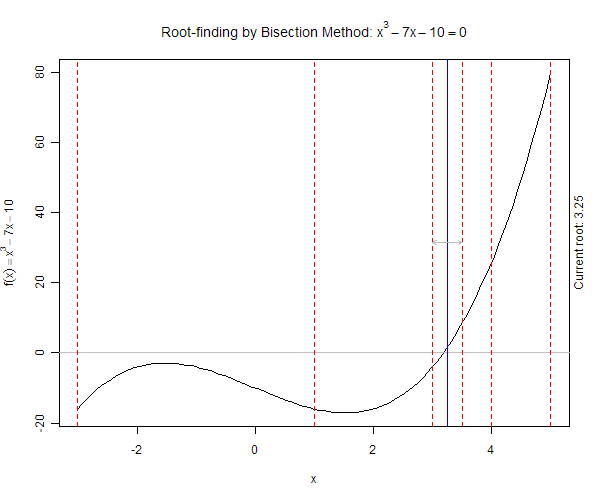 Root-finding by Bisection Method: x³ − 7x − 10 = 0
f(x) = x³ − 7x − 10
80
60
40
20
0
-20
-2
0
2
4
x
Current root: 3.25